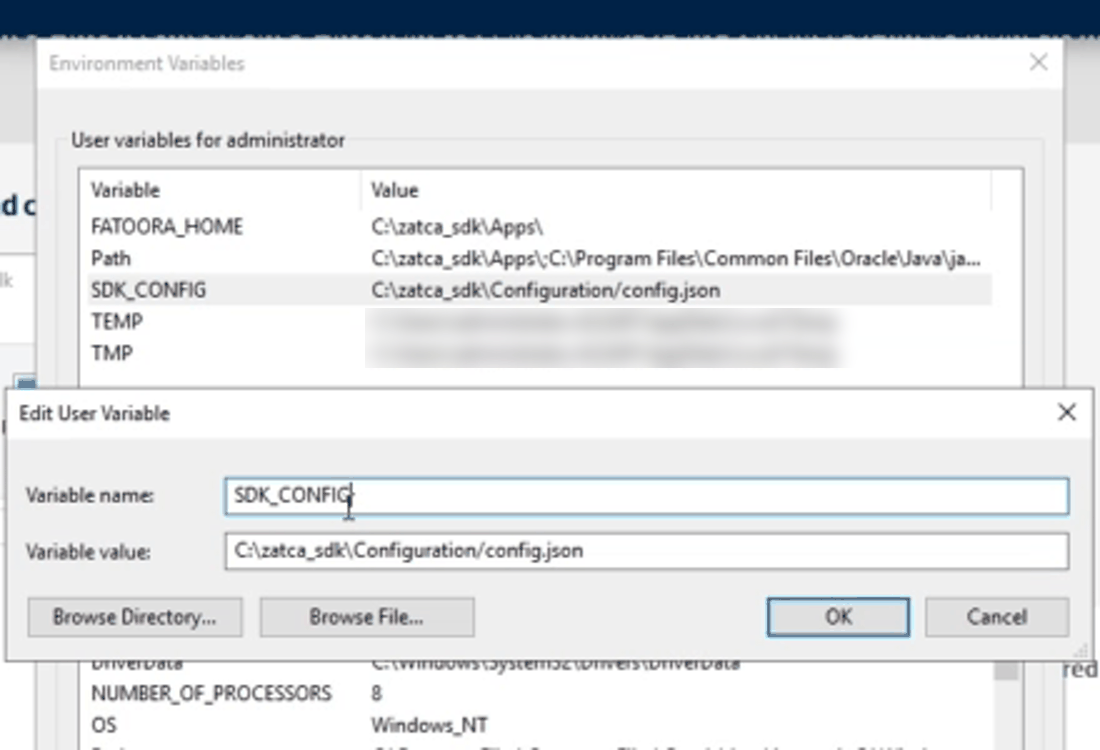 Environment Variables
User variables for administrator
Variable Value
FATOORA_HOME C:\zatca_sdk\Apps\
Path C:\zatca_sdk\Apps\;C:\Program Files\Common Files\Oracle\Java\ja...
SDK_CONFIG C:\zatca_sdk\Configuration/config.json
TEMP
TMP
Edit User Variable
Variable name: SDK_CONFIG
Variable value: C:\zatca_sdk\Configuration/config.json
Browse Directory... Browse File... OK Cancel
DriverData C:\Windows\System32\Drivers\DriverData
NUMBER_OF_PROCESSORS 8
OS Windows_NT